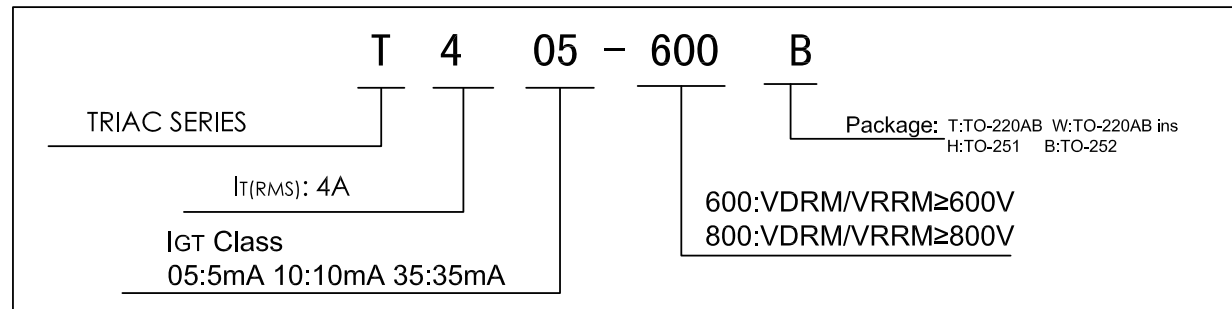 T 4 05 - 600 B
TRIAC SERIES
Package: T:TO-220AB W:TO-220AB ins
H:TO-251 B:TO-252
IT(RMS): 4A
600:VDRM/VRRM≥600V
800:VDRM/VRRM≥800V
IGT Class
05:5mA 10:10mA 35:35mA